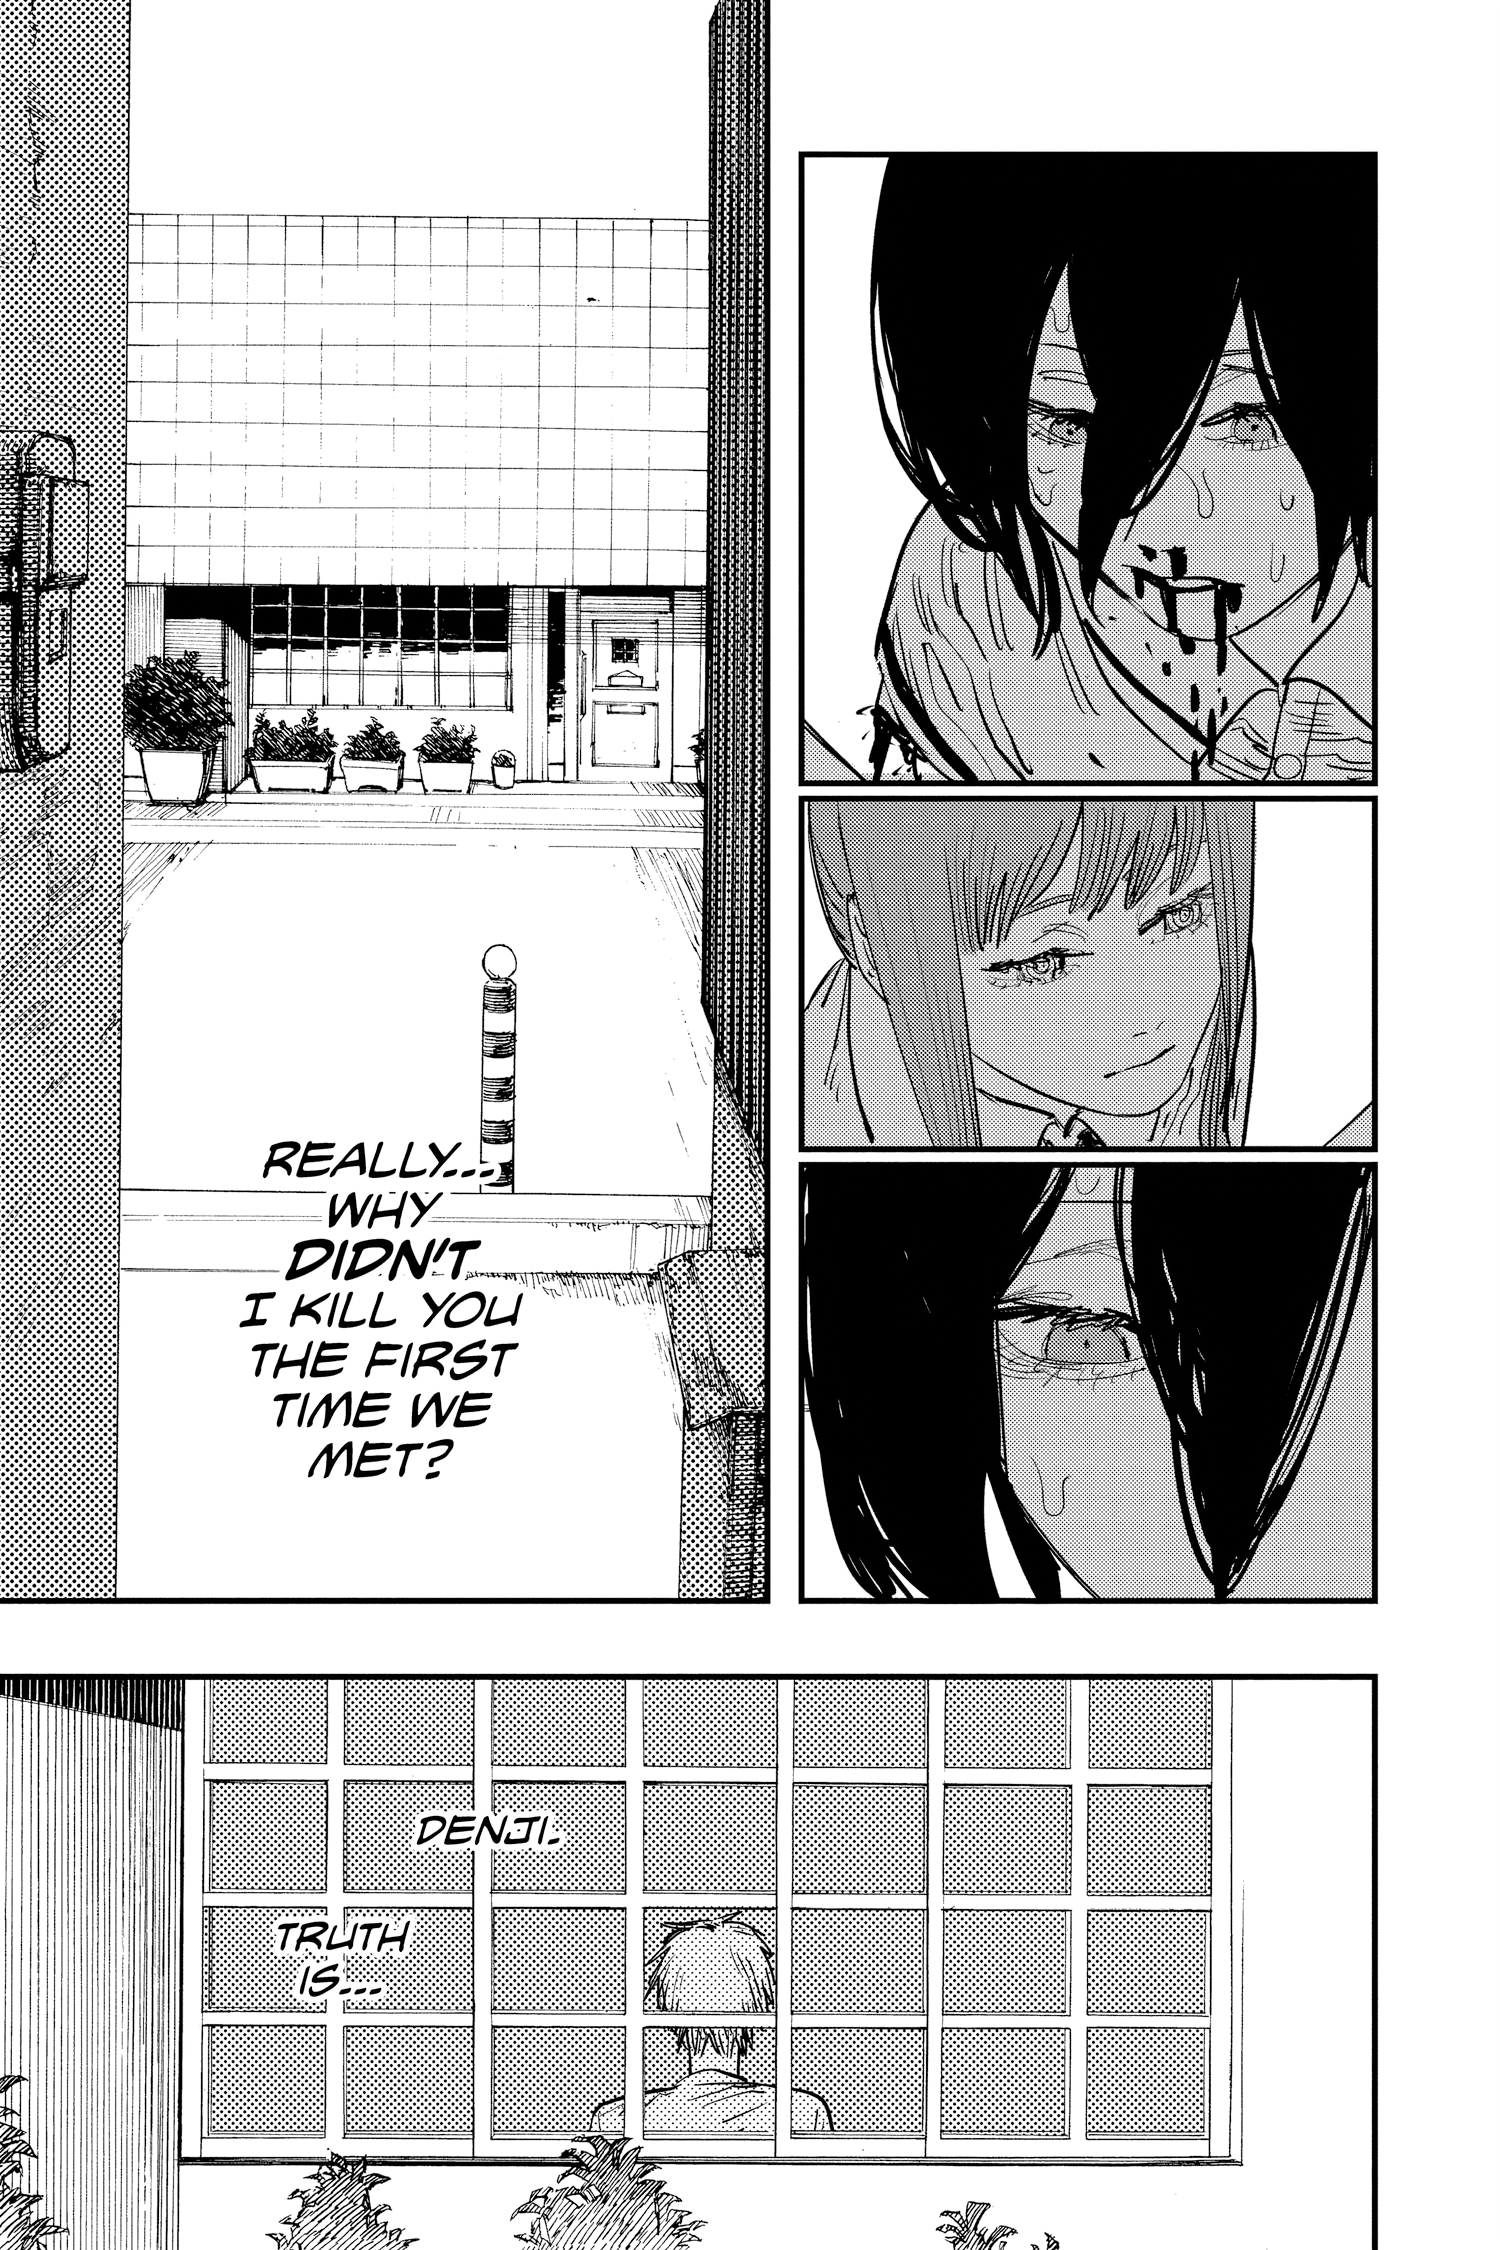 REALLY...
WHY
DIDN'T
I KILL YOU
THE FIRST
TIME WE
MET?
DENJI.
TRUTH
IS...